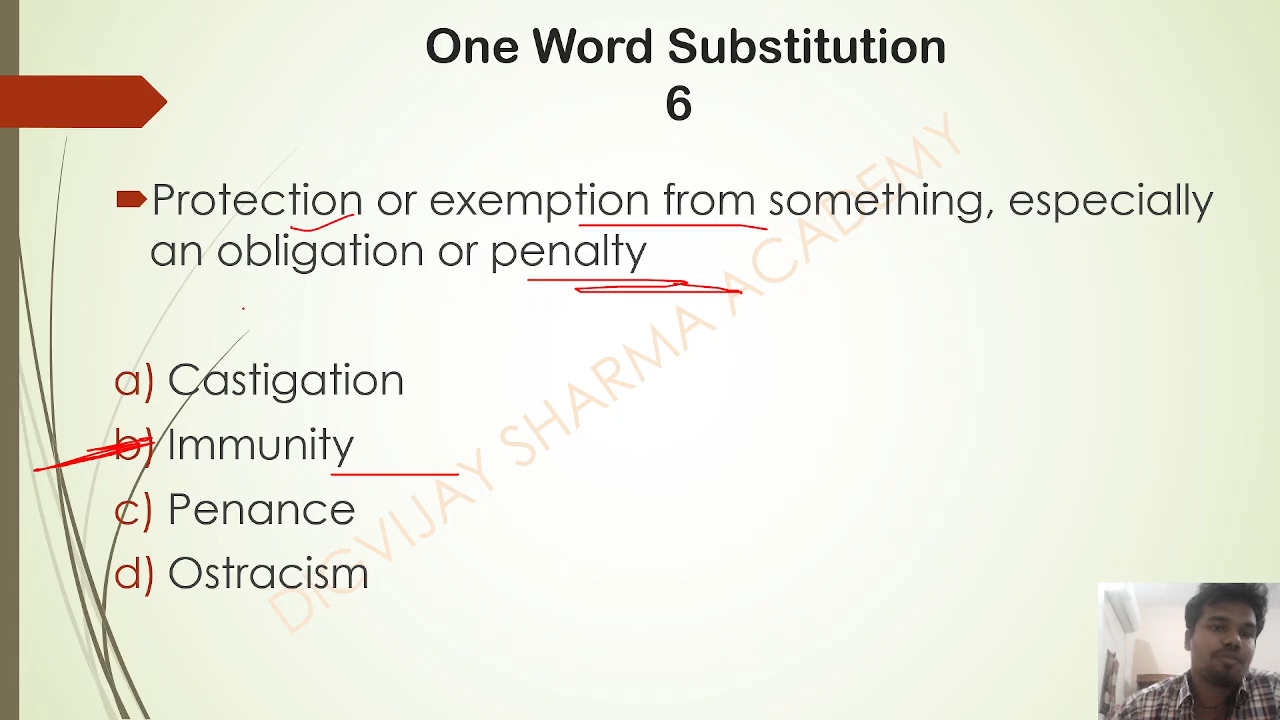 One Word Substitution
6
Protection or exemption from something, especially
an obligation or penalty
a) Castigation
b) Immunity
c) Penance
d) Ostracism
DIGVIJAY SHARMA ACADEMY